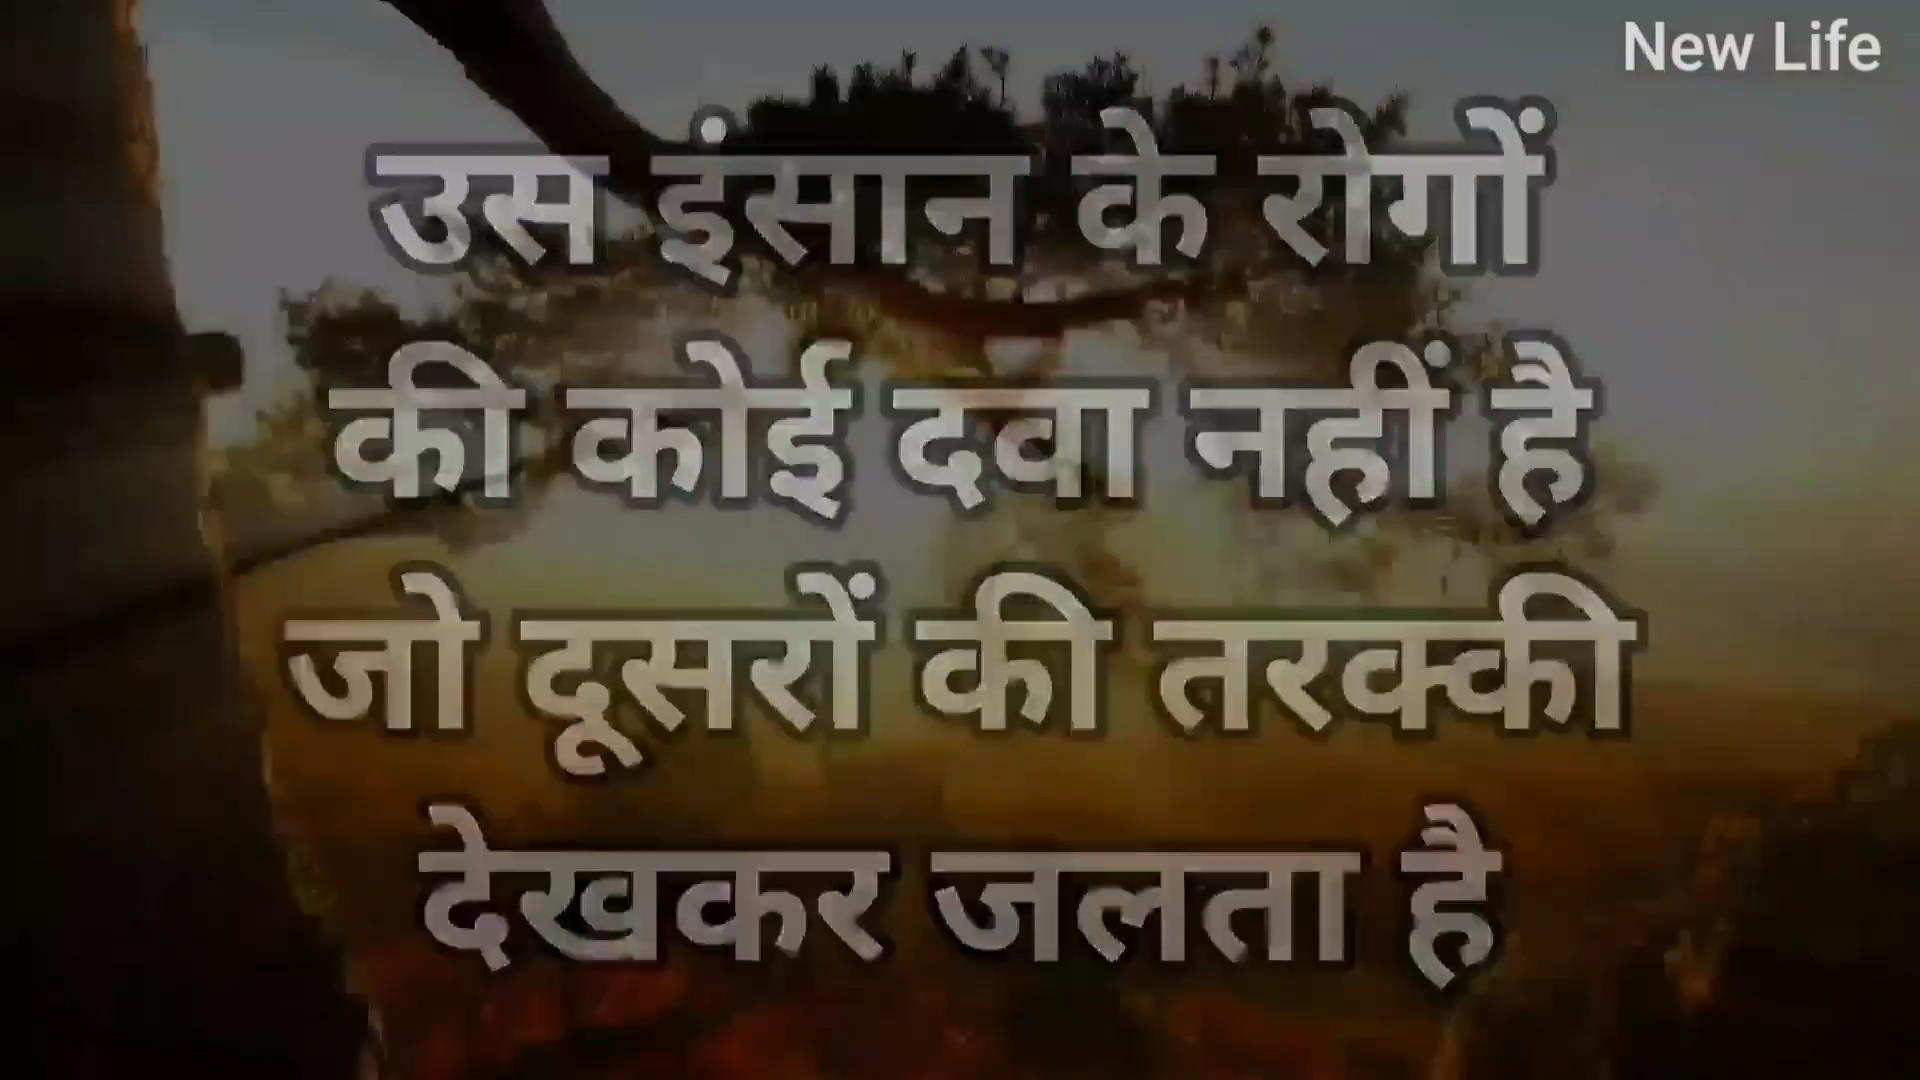 New Life
उस इंसान के रोगों
की कोई दवा नहीं है
जो दूसरों की तरक्की
देखकर जलता है